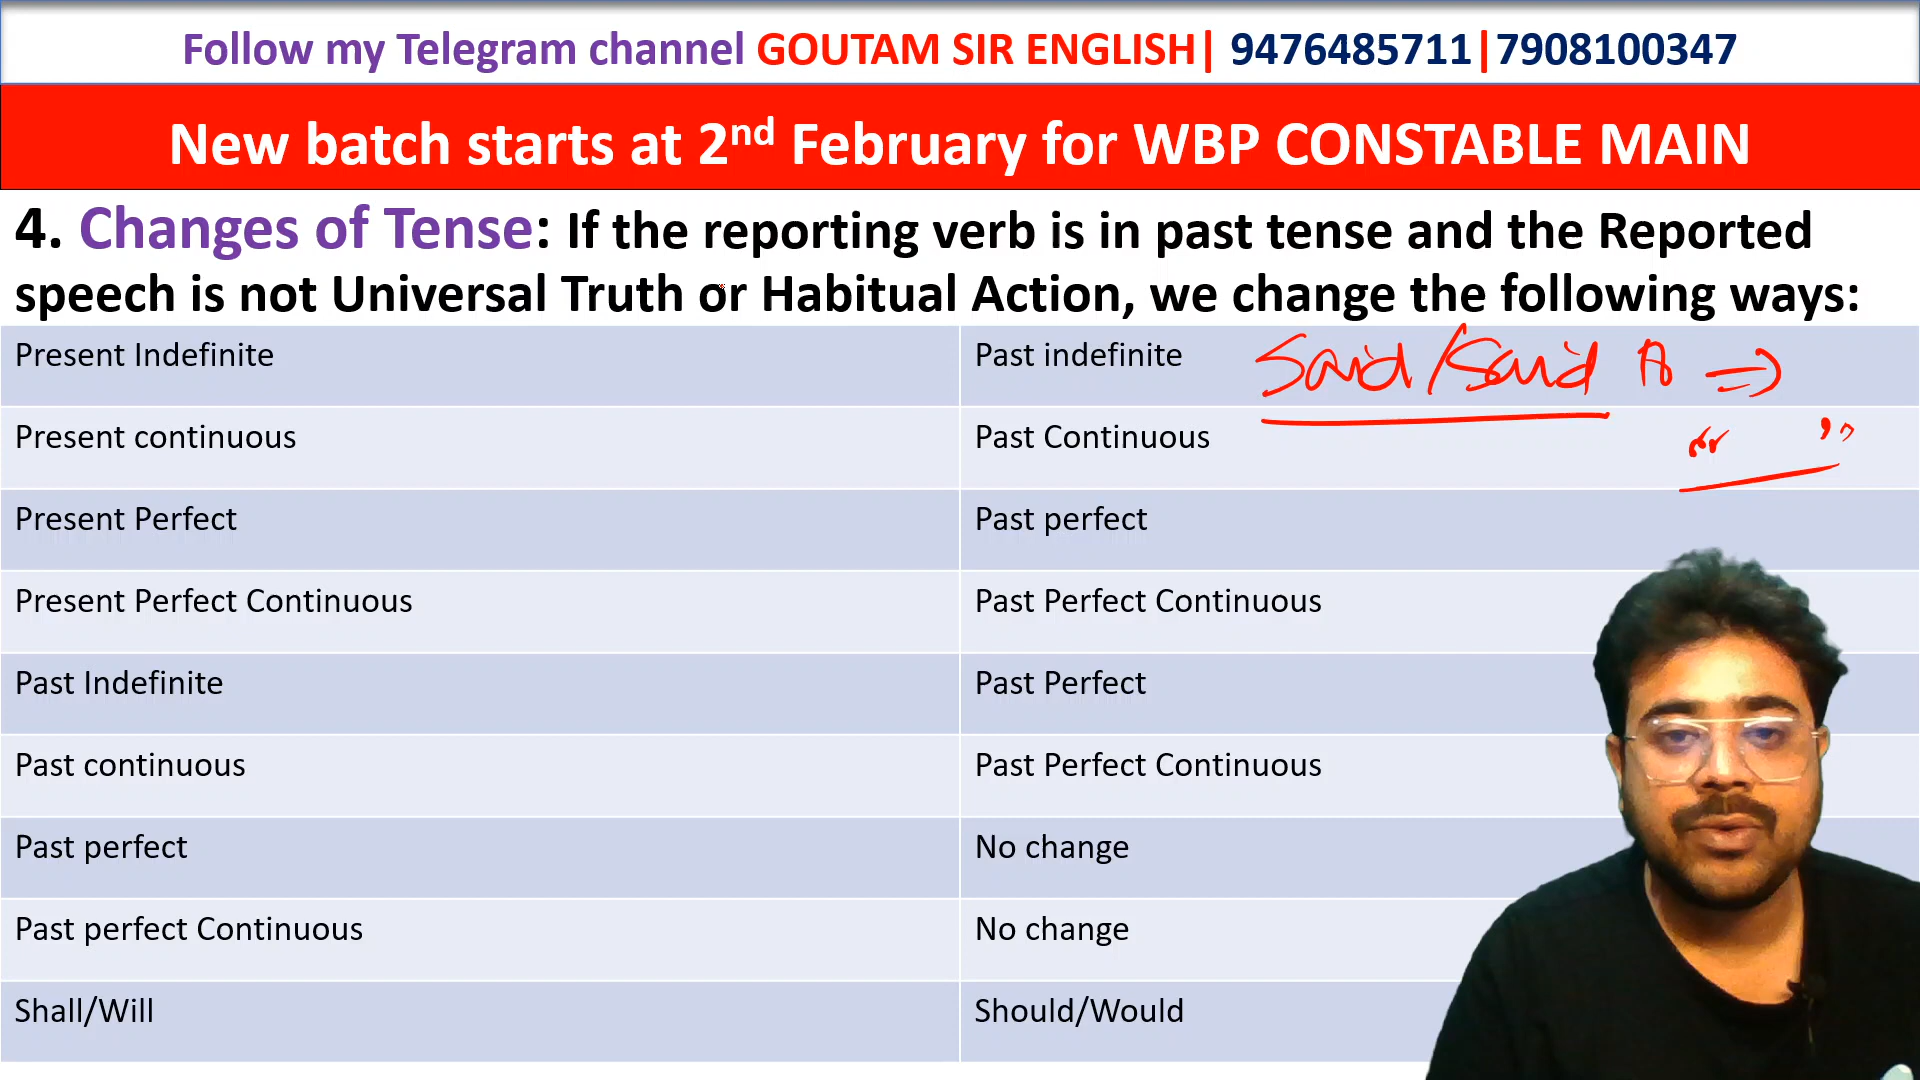 Follow my Telegram channel GOUTAM SIR ENGLISH| 9476485711|7908100347
New batch starts at 2nd February for WBP CONSTABLE MAIN
4. Changes of Tense: If the reporting verb is in past tense and the Reported
speech is not Universal Truth or Habitual Action, we change the following ways:
Present Indefinite
Past indefinite
Said/Said
Present continuous
Past Continuous
Present Perfect
Past perfect
Present Perfect Continuous
Past Perfect Continuous
Past Indefinite
Past Perfect
Past continuous
Past Perfect Continuous
Past perfect
No change
Past perfect Continuous
No change
Shall/Will
Should/Would